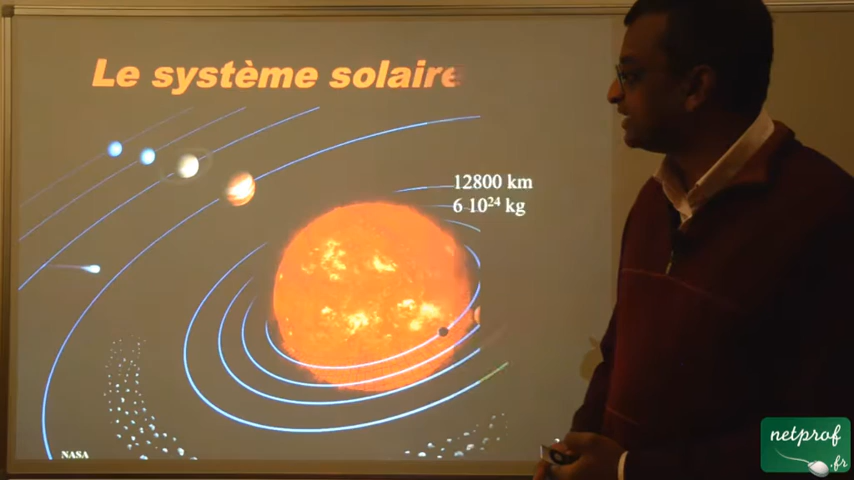 Le système solaire
12800 km
6 10²⁴ kg
NASA
netprof
.fr